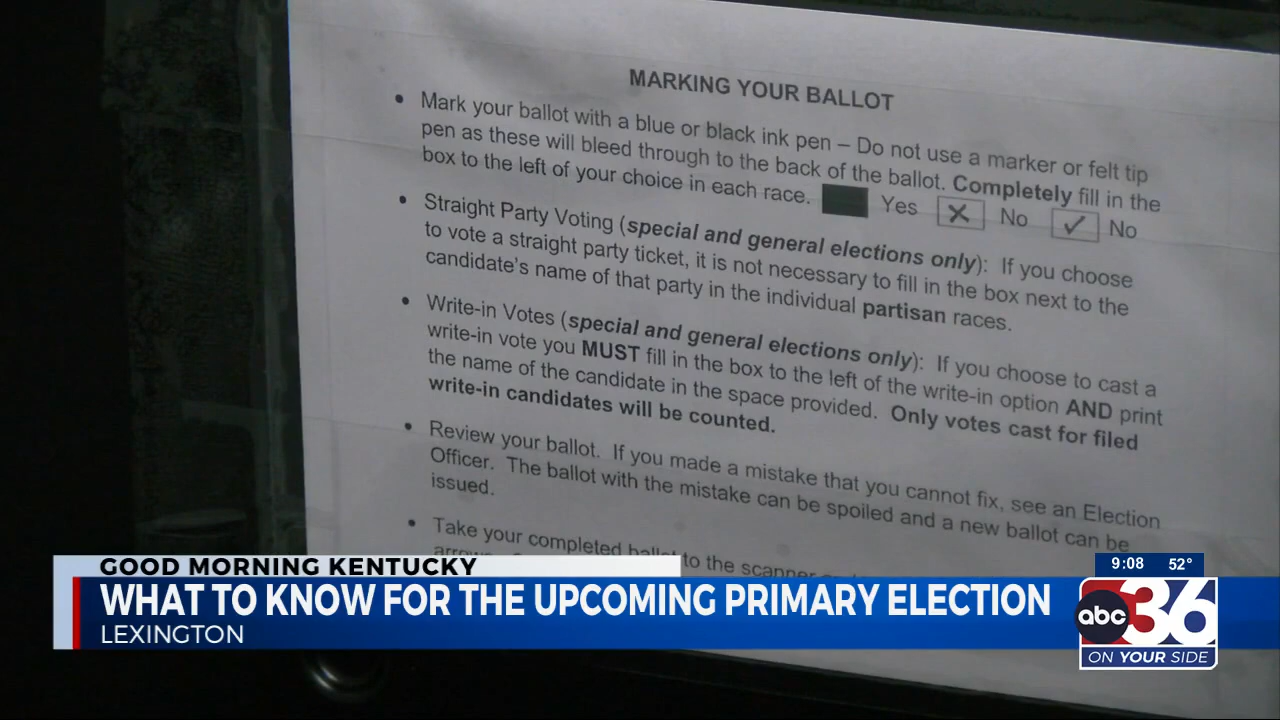 MARKING YOUR BALLOT
• Mark your ballot with a blue or black ink pen – Do not use a marker or felt tip
pen as these will bleed through to the back of the ballot. Completely fill in the
box to the left of your choice in each race. Yes No No
• Straight Party Voting (special and general elections only): If you choose
to vote a straight party ticket, it is not necessary to fill in the box next to the
candidate's name of that party in the individual partisan races.
• Write-in Votes (special and general elections only): If you choose to cast a
write-in vote you MUST fill in the box to the left of the write-in option AND print
the name of the candidate in the space provided. Only votes cast for filed
write-in candidates will be counted.
• Review your ballot. If you made a mistake that you cannot fix, see an Election
Officer. The ballot with the mistake can be spoiled and a new ballot can be
issued.
• Take your completed ballot to the scanner
GOOD MORNING KENTUCKY
WHAT TO KNOW FOR THE UPCOMING PRIMARY ELECTION
LEXINGTON
9:08 52°
abc 36
ON YOUR SIDE